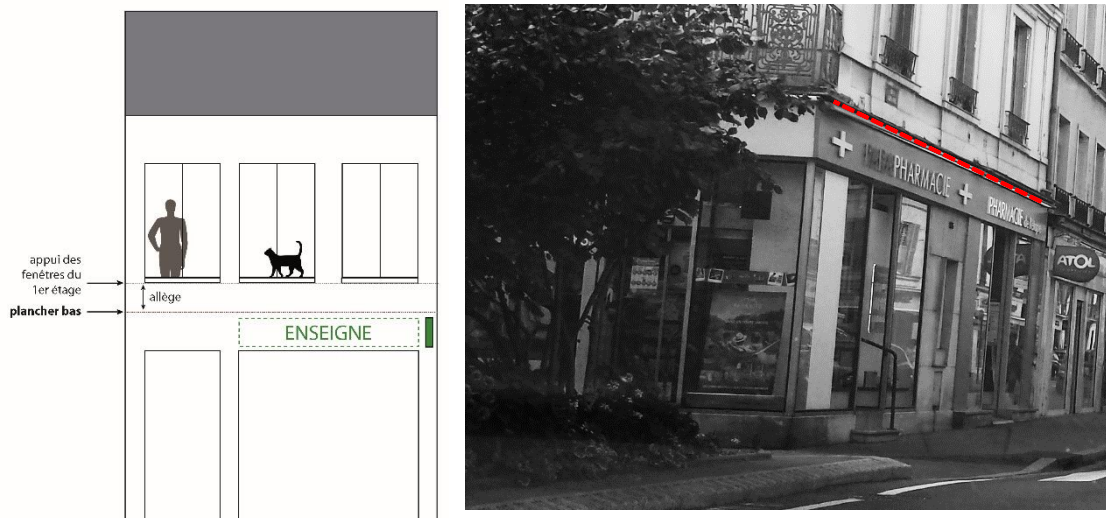 appui des
fenêtres du
1er étage
allège
plancher bas
ENSEIGNE
PHARMACIE
PHARMACIE
ATOL